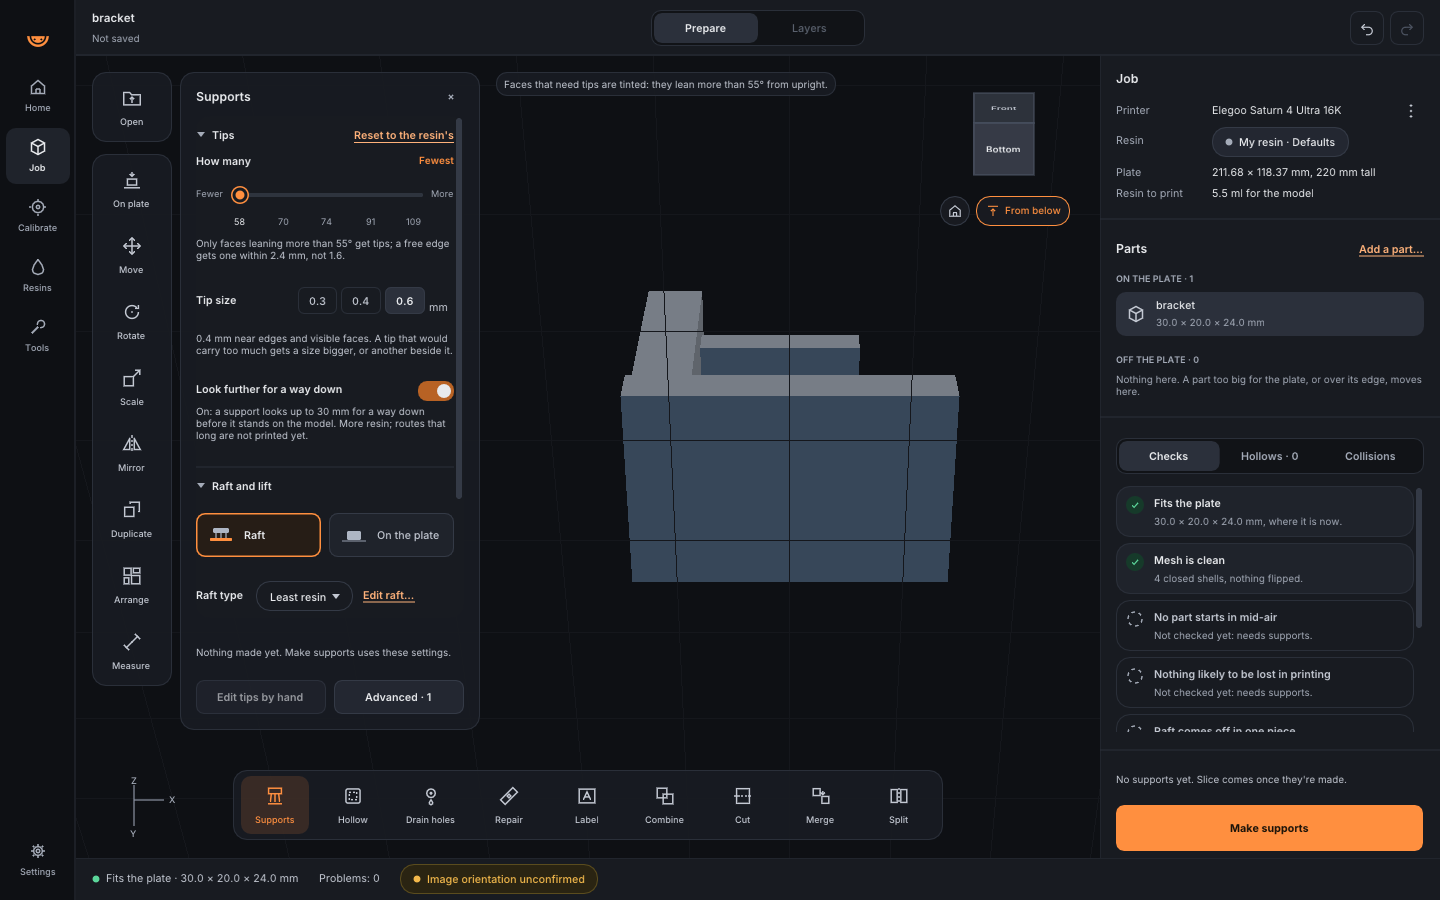 bracket
Not saved
Prepare
Layers
Home
Job
Calibrate
Resins
Tools
Settings
Open
On plate
Move
Rotate
Scale
Mirror
Duplicate
Arrange
Measure
Supports
×
Tips
Reset to the resin's
How many
Fewest
Fewer
More
58 70 74 91 109
Only faces leaning more than 55° get tips; a free edge
gets one within 2.4 mm, not 1.6.
Tip size
0.3 0.4 0.6 mm
0.4 mm near edges and visible faces. A tip that would
carry too much gets a size bigger, or another beside it.
Look further for a way down
On: a support looks up to 30 mm for a way down
before it stands on the model. More resin; routes that
long are not printed yet.
Raft and lift
Raft
On the plate
Raft type
Least resin
Edit raft...
Nothing made yet. Make supports uses these settings.
Edit tips by hand
Advanced · 1
Faces that need tips are tinted: they lean more than 55° from upright.
Front
Bottom
From below
Z
X
Y
Supports
Hollow
Drain holes
Repair
Label
Combine
Cut
Merge
Split
Job
Printer
Elegoo Saturn 4 Ultra 16K
Resin
My resin · Defaults
Plate
211.68 × 118.37 mm, 220 mm tall
Resin to print
5.5 ml for the model
Parts
Add a part...
ON THE PLATE · 1
bracket
30.0 × 20.0 × 24.0 mm
OFF THE PLATE · 0
Nothing here. A part too big for the plate, or over its edge, moves
here.
Checks
Hollows · 0
Collisions
Fits the plate
30.0 × 20.0 × 24.0 mm, where it is now.
Mesh is clean
4 closed shells, nothing flipped.
No part starts in mid-air
Not checked yet: needs supports.
Nothing likely to be lost in printing
Not checked yet: needs supports.
Raft comes off in one piece
No supports yet. Slice comes once they're made.
Make supports
Fits the plate · 30.0 × 20.0 × 24.0 mm
Problems: 0
Image orientation unconfirmed